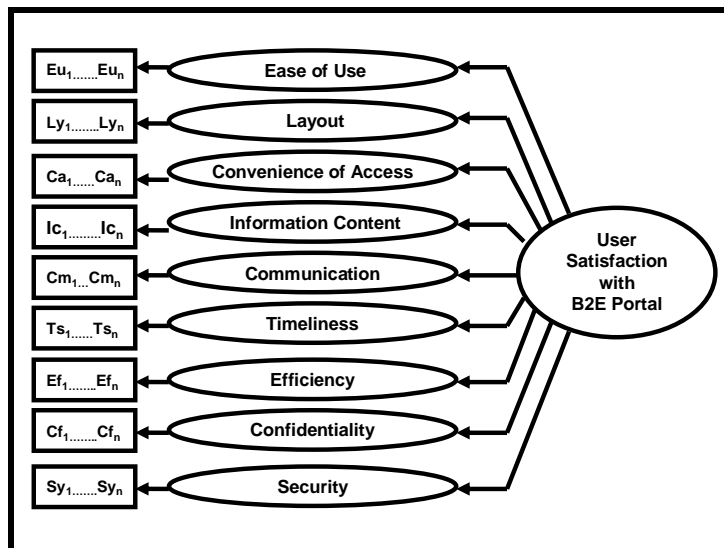 Eu₁.......Euₙ
Ease of Use
Ly₁........Lyₙ
Layout
Ca₁......Caₙ
Convenience of Access
Ic₁.........Icₙ
Information Content
Cm₁...Cmₙ
Communication
Ts₁......Tsₙ
Timeliness
Ef₁.......Efₙ
Efficiency
Cf₁........Cfₙ
Confidentiality
Sy₁.......Syₙ
Security
User
Satisfaction
with
B2E Portal